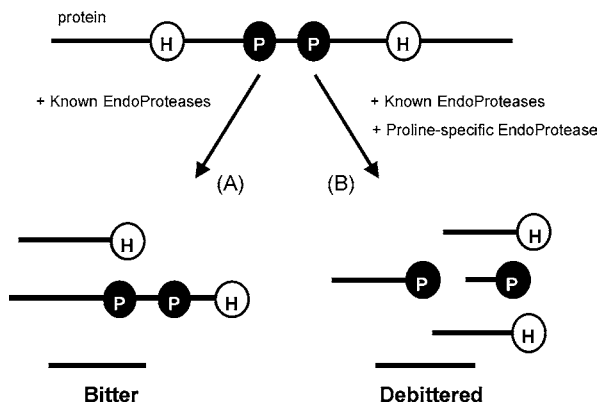 protein
H P P H
+ Known EndoProteases
+ Known EndoProteases
+ Proline-specific EndoProtease
(A) (B)
H
P P H
Bitter
H
P P
H
Debittered